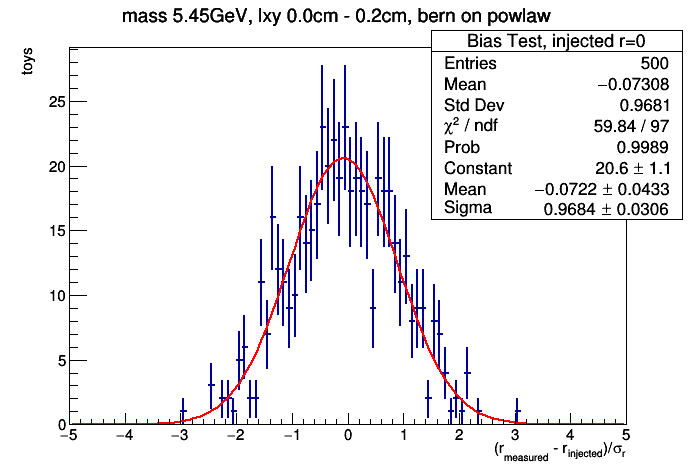 mass 5.45GeV, lxy 0.0cm - 0.2cm, bern on powlaw
toys
Bias Test, injected r=0
Entries 500
Mean −0.07308
Std Dev 0.9681
χ² / ndf 59.84 / 97
Prob 0.9989
Constant 20.6 ± 1.1
Mean −0.0722 ± 0.0433
Sigma 0.9684 ± 0.0306
25
20
15
10
5
0
−5 −4 −3 −2 −1 0 1 2 3 4 5
(r_measured - r_injected)/σ_r